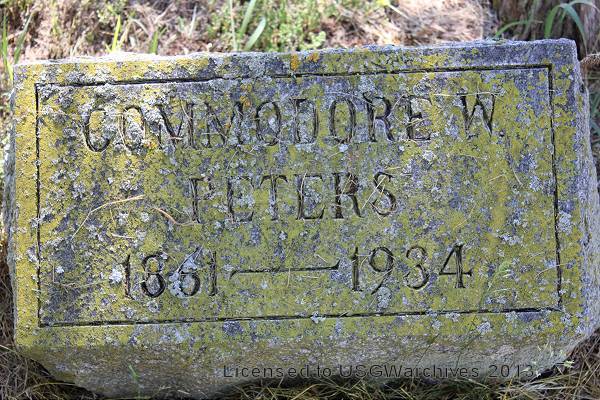 COMMODORE W.
PETERS
1861 — 1934
Licensed to USGWarchives 2013